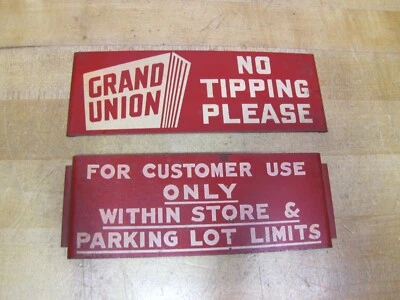 GRAND
UNION
NO
TIPPING
PLEASE
FOR CUSTOMER USE
ONLY
WITHIN STORE &
PARKING LOT LIMITS